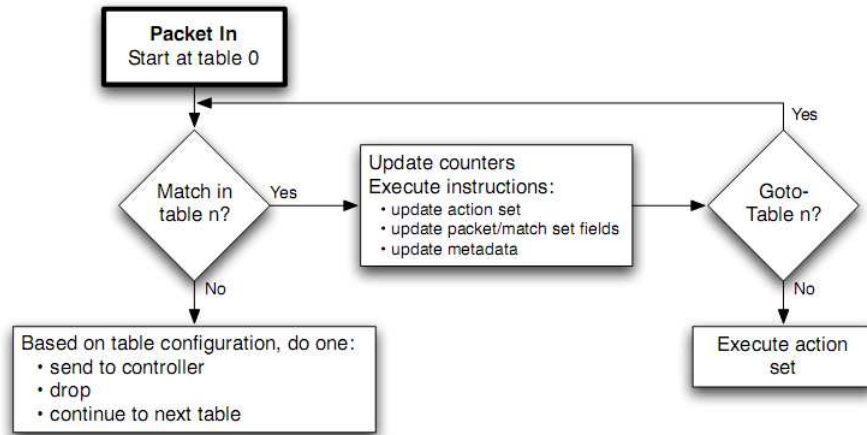 Packet In
Start at table 0
Yes
Match in
table n?
Yes
Update counters
Execute instructions:
• update action set
• update packet/match set fields
• update metadata
Goto-
Table n?
No
No
Based on table configuration, do one:
• send to controller
• drop
• continue to next table
Execute action
set